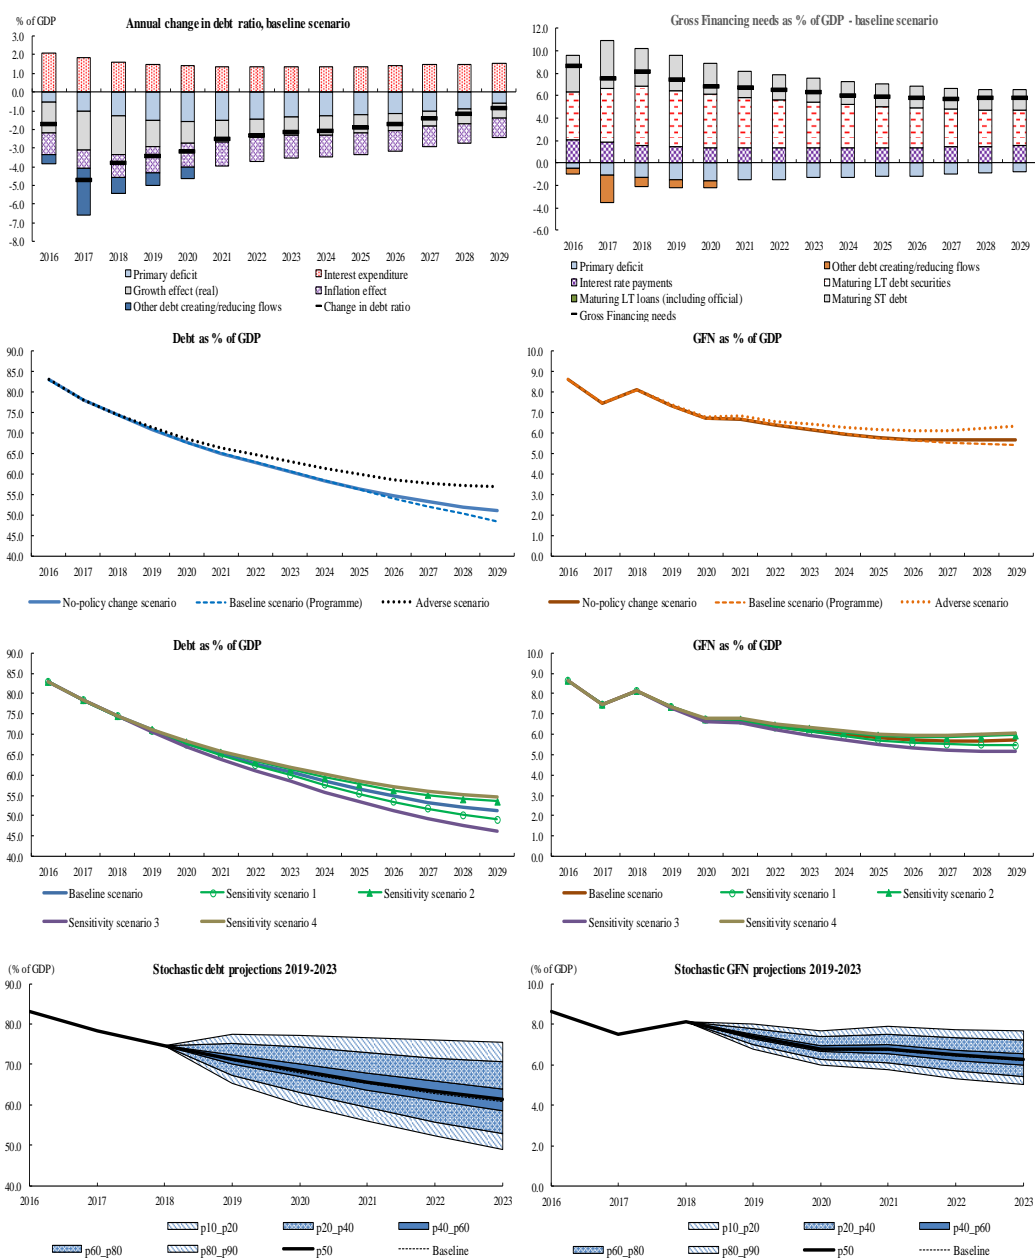 % of GDP
Annual change in debt ratio, baseline scenario
3.0
2.0
1.0
0.0
-1.0
-2.0
-3.0
-4.0
-5.0
-6.0
-7.0
-8.0
2016 2017 2018 2019 2020 2021 2022 2023 2024 2025 2026 2027 2028 2029
Primary deficit
Interest expenditure
Growth effect (real)
Inflation effect
Other debt creating/reducing flows
Change in debt ratio
Gross Financing needs as % of GDP - baseline scenario
12.0
10.0
8.0
6.0
4.0
2.0
0.0
-2.0
-4.0
-6.0
2016 2017 2018 2019 2020 2021 2022 2023 2024 2025 2026 2027 2028 2029
Primary deficit
Other debt creating/reducing flows
Interest rate payments
Maturing LT debt securities
Maturing LT loans (including official)
Maturing ST debt
Gross Financing needs
Debt as % of GDP
90.0
85.0
80.0
75.0
70.0
65.0
60.0
55.0
50.0
45.0
40.0
2016 2017 2018 2019 2020 2021 2022 2023 2024 2025 2026 2027 2028 2029
No-policy change scenario
Baseline scenario (Programme)
Adverse scenario
GFN as % of GDP
10.0
9.0
8.0
7.0
6.0
5.0
4.0
3.0
2.0
1.0
0.0
2016 2017 2018 2019 2020 2021 2022 2023 2024 2025 2026 2027 2028 2029
No-policy change scenario
Baseline scenario (Programme)
Adverse scenario
Debt as % of GDP
90.0
85.0
80.0
75.0
70.0
65.0
60.0
55.0
50.0
45.0
40.0
2016 2017 2018 2019 2020 2021 2022 2023 2024 2025 2026 2027 2028 2029
Baseline scenario
Sensitivity scenario 1
Sensitivity scenario 2
Sensitivity scenario 3
Sensitivity scenario 4
GFN as % of GDP
10.0
9.0
8.0
7.0
6.0
5.0
4.0
3.0
2.0
1.0
0.0
2016 2017 2018 2019 2020 2021 2022 2023 2024 2025 2026 2027 2028 2029
Baseline scenario
Sensitivity scenario 1
Sensitivity scenario 2
Sensitivity scenario 3
Sensitivity scenario 4
(% of GDP)
Stochastic debt projections 2019-2023
90.0
80.0
70.0
60.0
50.0
40.0
2016 2017 2018 2019 2020 2021 2022 2023
p10_p20
p20_p40
p40_p60
p60_p80
p80_p90
p50
Baseline
(% of GDP)
Stochastic GFN projections 2019-2023
10.0
8.0
6.0
4.0
2.0
0.0
2016 2017 2018 2019 2020 2021 2022 2023
p10_p20
p20_p40
p40_p60
p60_p80
p80_p90
p50
Baseline